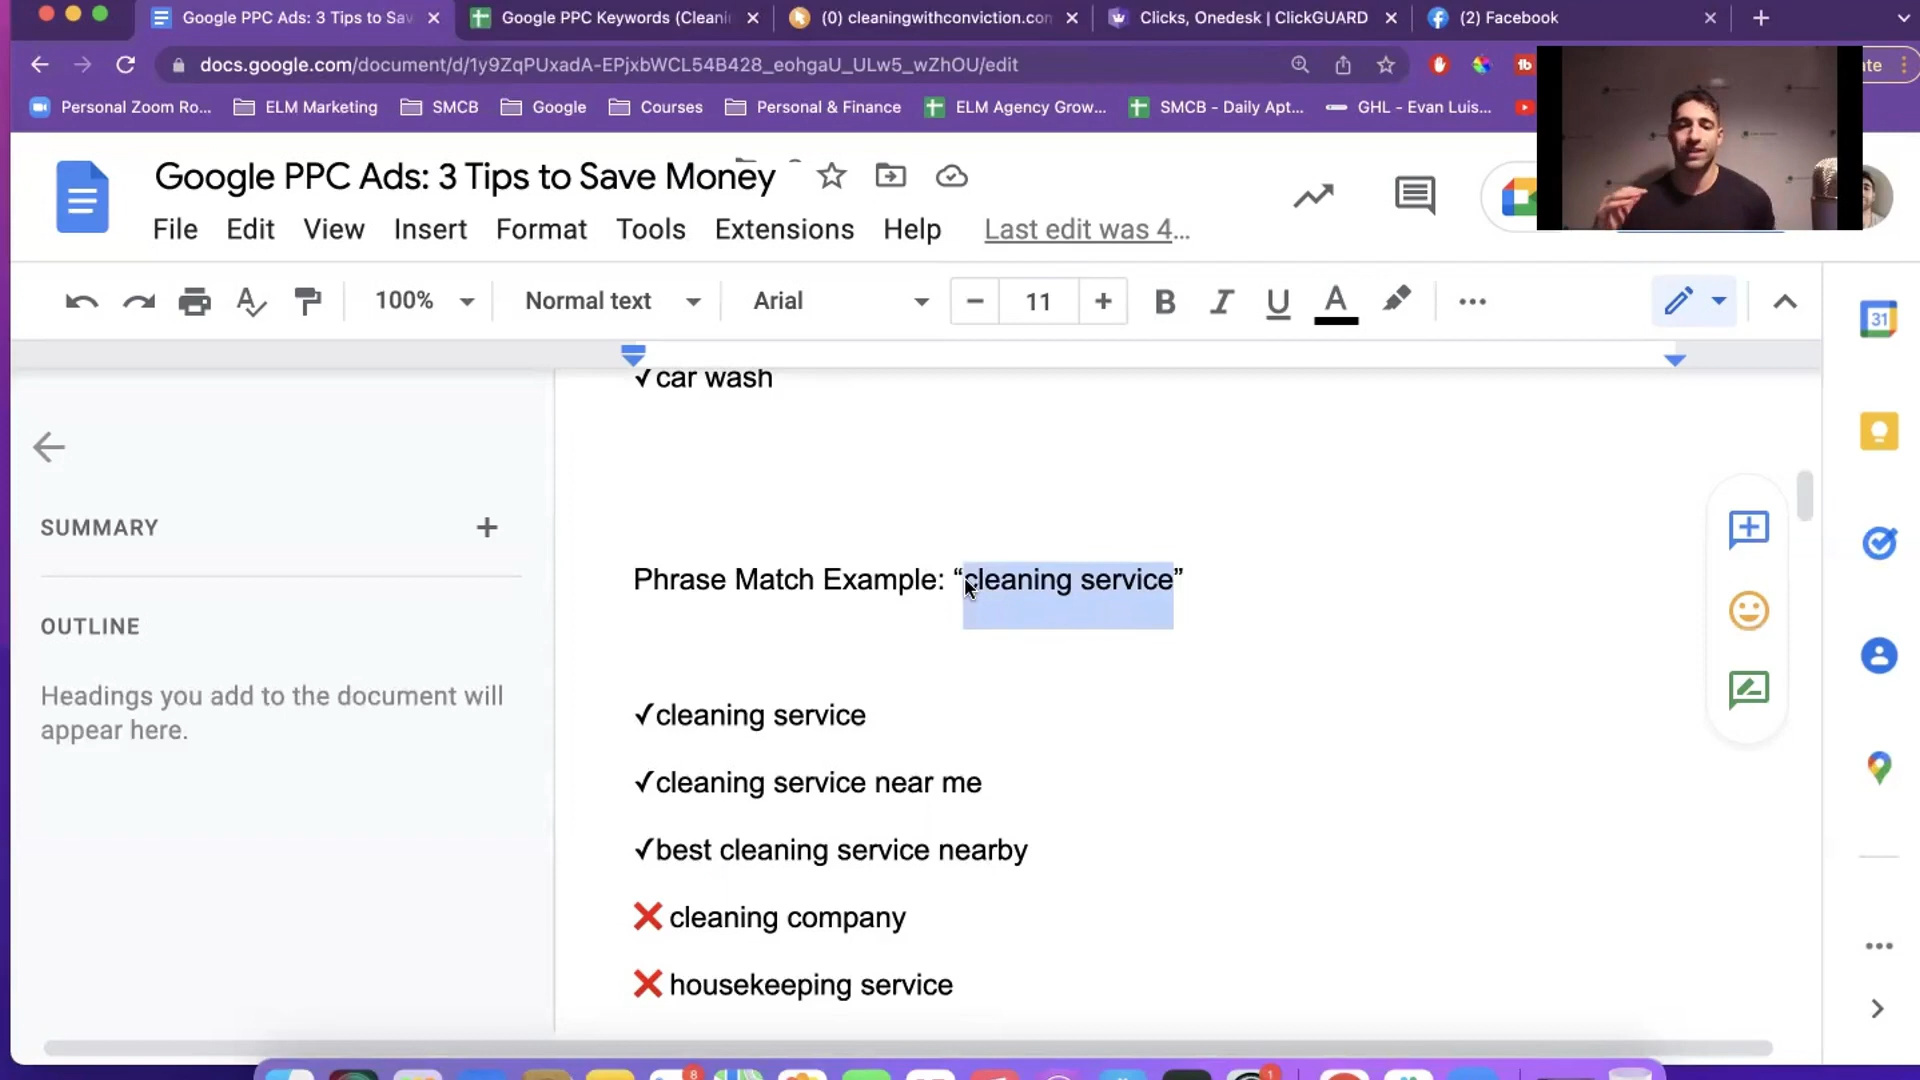 Google PPC Ads: 3 Tips to Sav
Google PPC Keywords (Cleani
(0) cleaningwithconviction.com
Clicks, Onedesk | ClickGUARD
(2) Facebook
docs.google.com/document/d/1y9ZqPUxadA-EPjxbWCL54B428_eohgaU_ULw5_wZhOU/edit
Personal Zoom Ro...
ELM Marketing
SMCB
Google
Courses
Personal & Finance
ELM Agency Grow...
SMCB - Daily Apt...
GHL - Evan Luis...
Google PPC Ads: 3 Tips to Save Money
File Edit View Insert Format Tools Extensions Help Last edit was 4...
100% Normal text Arial 11 B I U A
31
✓car wash
SUMMARY
OUTLINE
Headings you add to the document will
appear here.
Phrase Match Example: “cleaning service”
✓cleaning service
✓cleaning service near me
✓best cleaning service nearby
❌ cleaning company
❌ housekeeping service
8
1